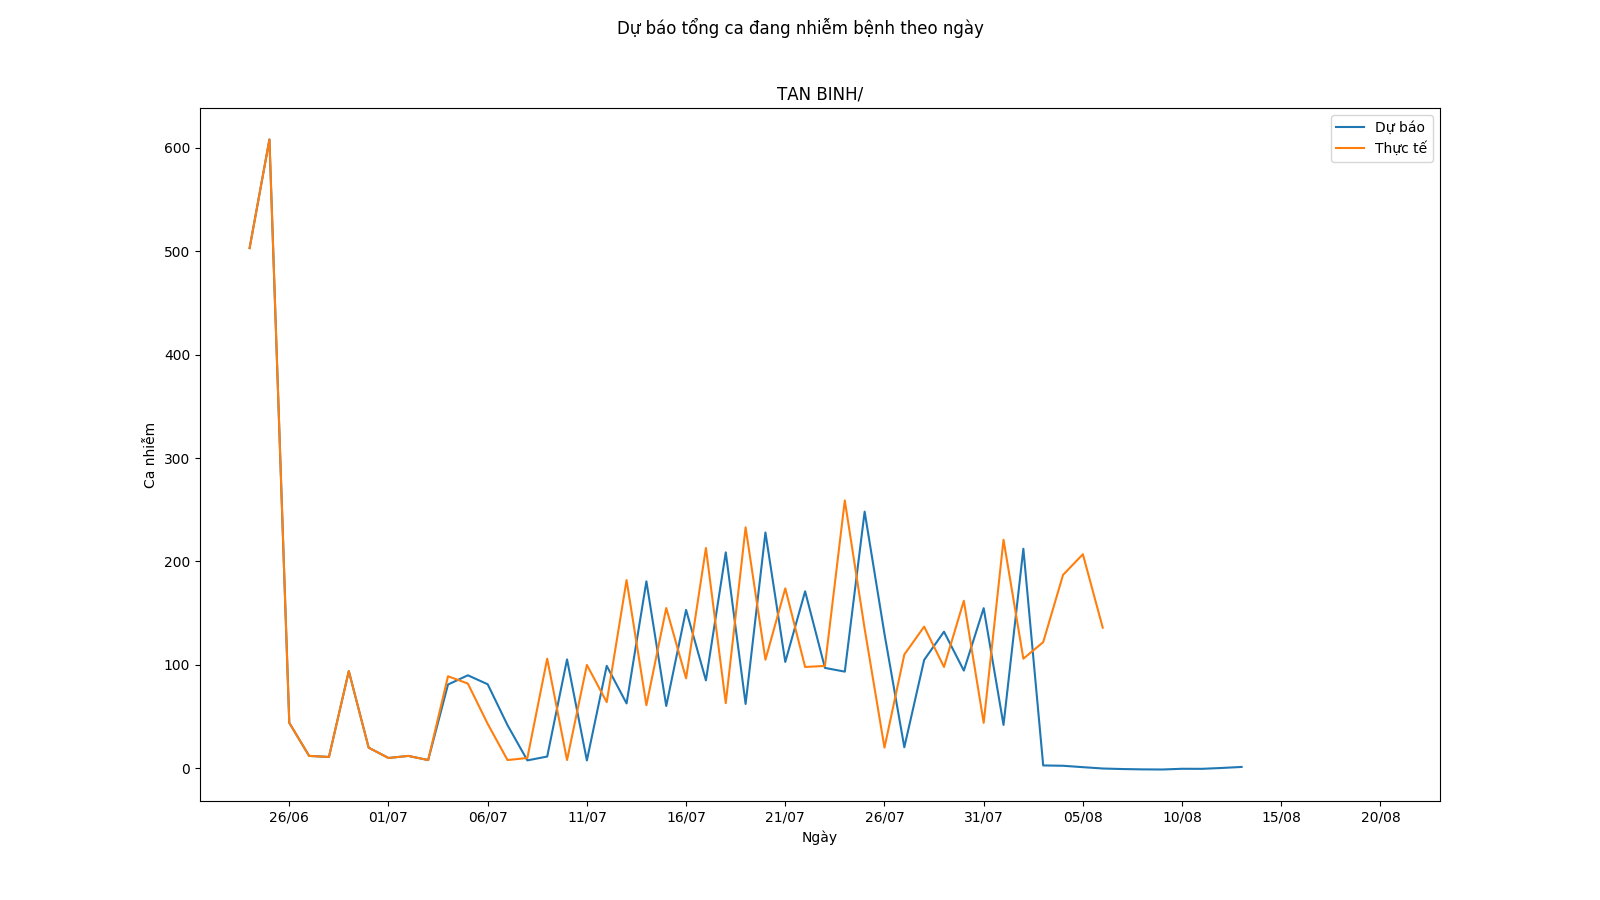 Dự báo tổng ca đang nhiễm bệnh theo ngày
TAN BINH/
Dự báo
Thực tế
600
500
400
300
200
100
0
Ca nhiễm
26/06 01/07 06/07 11/07 16/07 21/07 26/07 31/07 05/08 10/08 15/08 20/08
Ngày